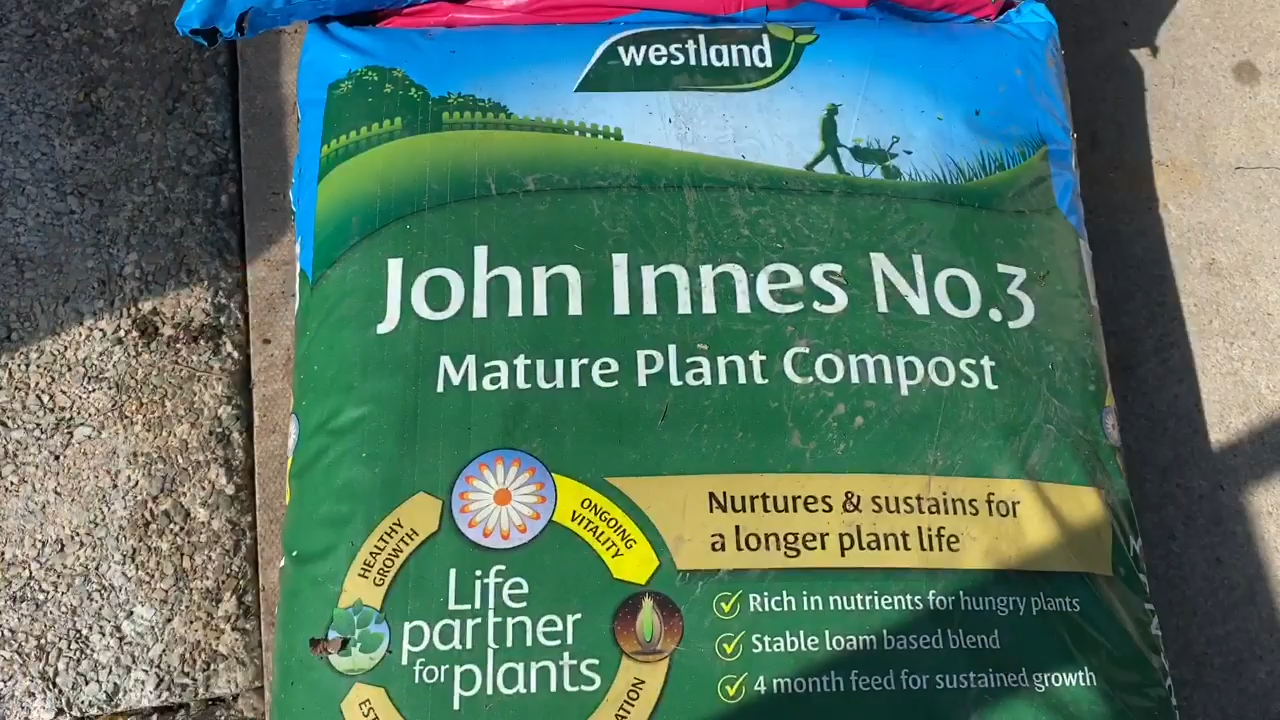 westland
John Innes No.3
Mature Plant Compost
Nurtures & sustains for
a longer plant life
ONGOING
VITALITY
HEALTHY
GROWTH
Life
partner
for plants
Rich in nutrients for hungry plants
Stable loam based blend
4 month feed for sustained growth